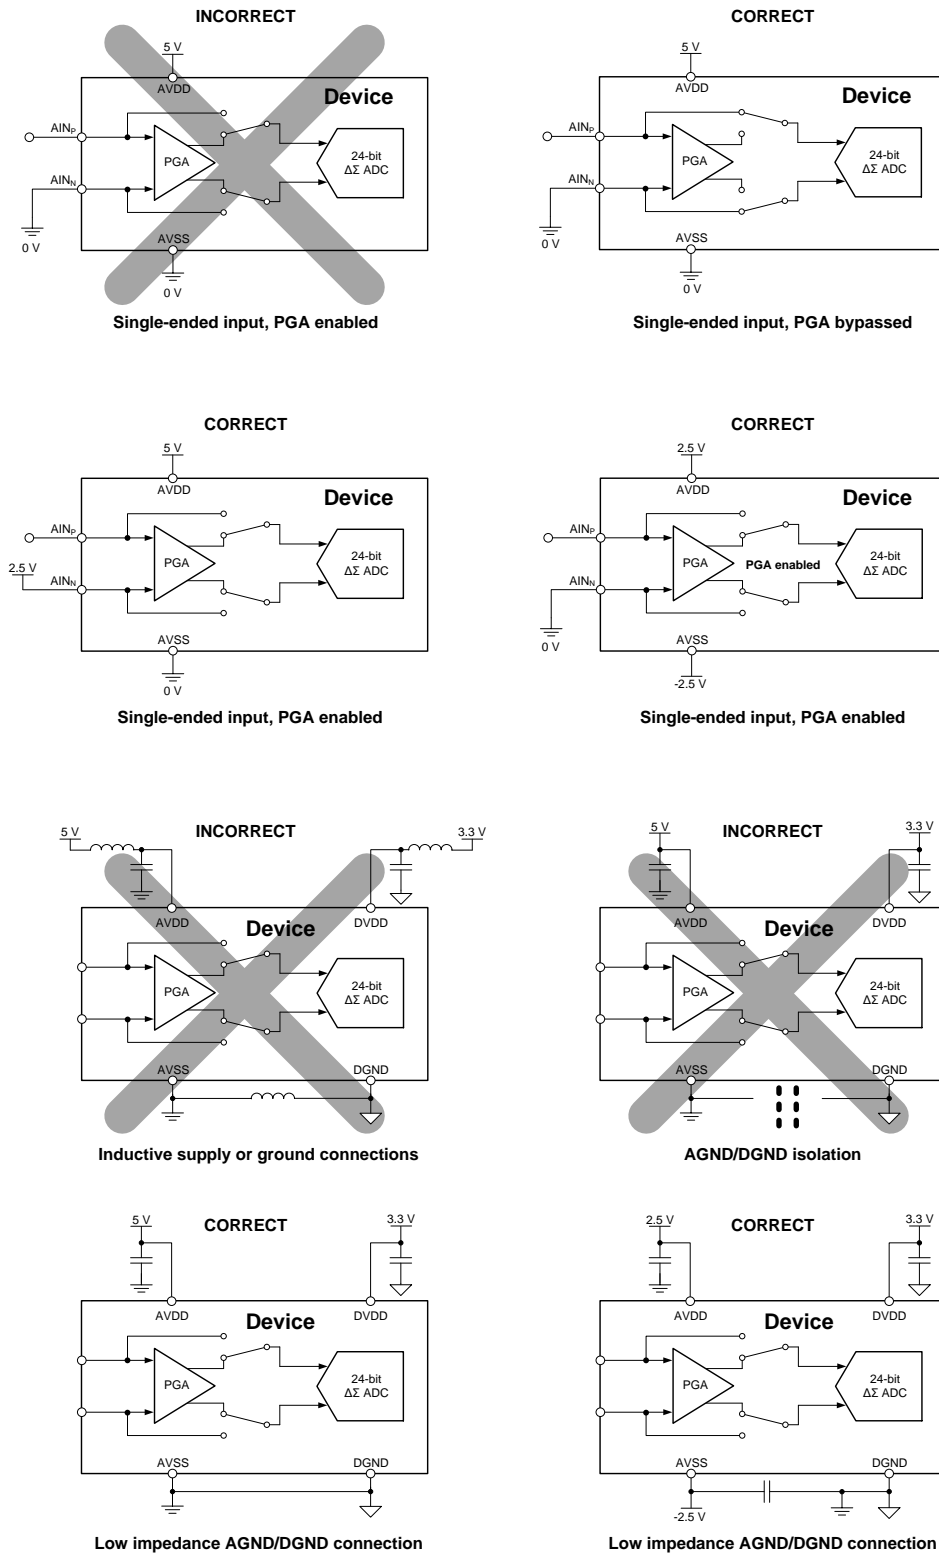 INCORRECT
5 V
AVDD
Device
AINP
PGA
24-bit
ΔΣ ADC
AINN
0 V
AVSS
0 V
Single-ended input, PGA enabled
CORRECT
5 V
AVDD
Device
AINP
PGA
24-bit
ΔΣ ADC
AINN
0 V
AVSS
0 V
Single-ended input, PGA bypassed
CORRECT
5 V
AVDD
Device
AINP
PGA
24-bit
ΔΣ ADC
2.5 V
AINN
AVSS
0 V
Single-ended input, PGA enabled
CORRECT
2.5 V
AVDD
Device
AINP
PGA
PGA enabled
24-bit
ΔΣ ADC
AINN
0 V
AVSS
-2.5 V
Single-ended input, PGA enabled
INCORRECT
5 V
3.3 V
AVDD
Device
DVDD
PGA
24-bit
ΔΣ ADC
AVSS
DGND
Inductive supply or ground connections
INCORRECT
5 V
3.3 V
AVDD
Device
DVDD
PGA
24-bit
ΔΣ ADC
AVSS
DGND
AGND/DGND isolation
CORRECT
5 V
3.3 V
AVDD
Device
DVDD
PGA
24-bit
ΔΣ ADC
AVSS
DGND
Low impedance AGND/DGND connection
CORRECT
2.5 V
3.3 V
AVDD
Device
DVDD
PGA
24-bit
ΔΣ ADC
AVSS
DGND
-2.5 V
Low impedance AGND/DGND connection